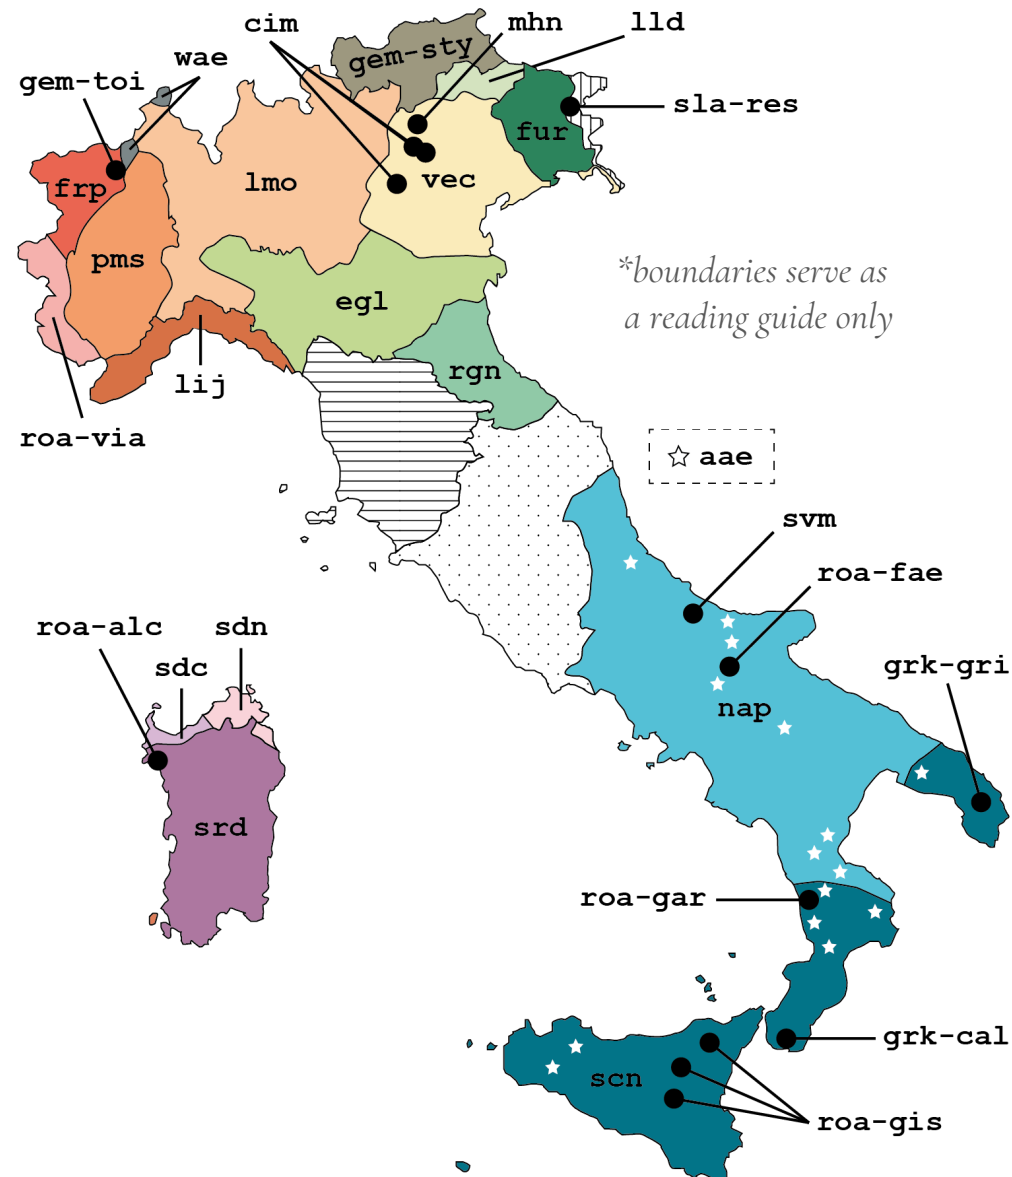 cim
mhn
lld
wae
gem-sty
gem-toi
sla-res
fur
frp
lmo
vec
pms
*boundaries serve as
a reading guide only
egl
rgn
lij
roa-via
aae
svm
roa-fae
roa-alc
sdn
sdc
grk-gri
nap
srd
roa-gar
grk-cal
scn
roa-gis